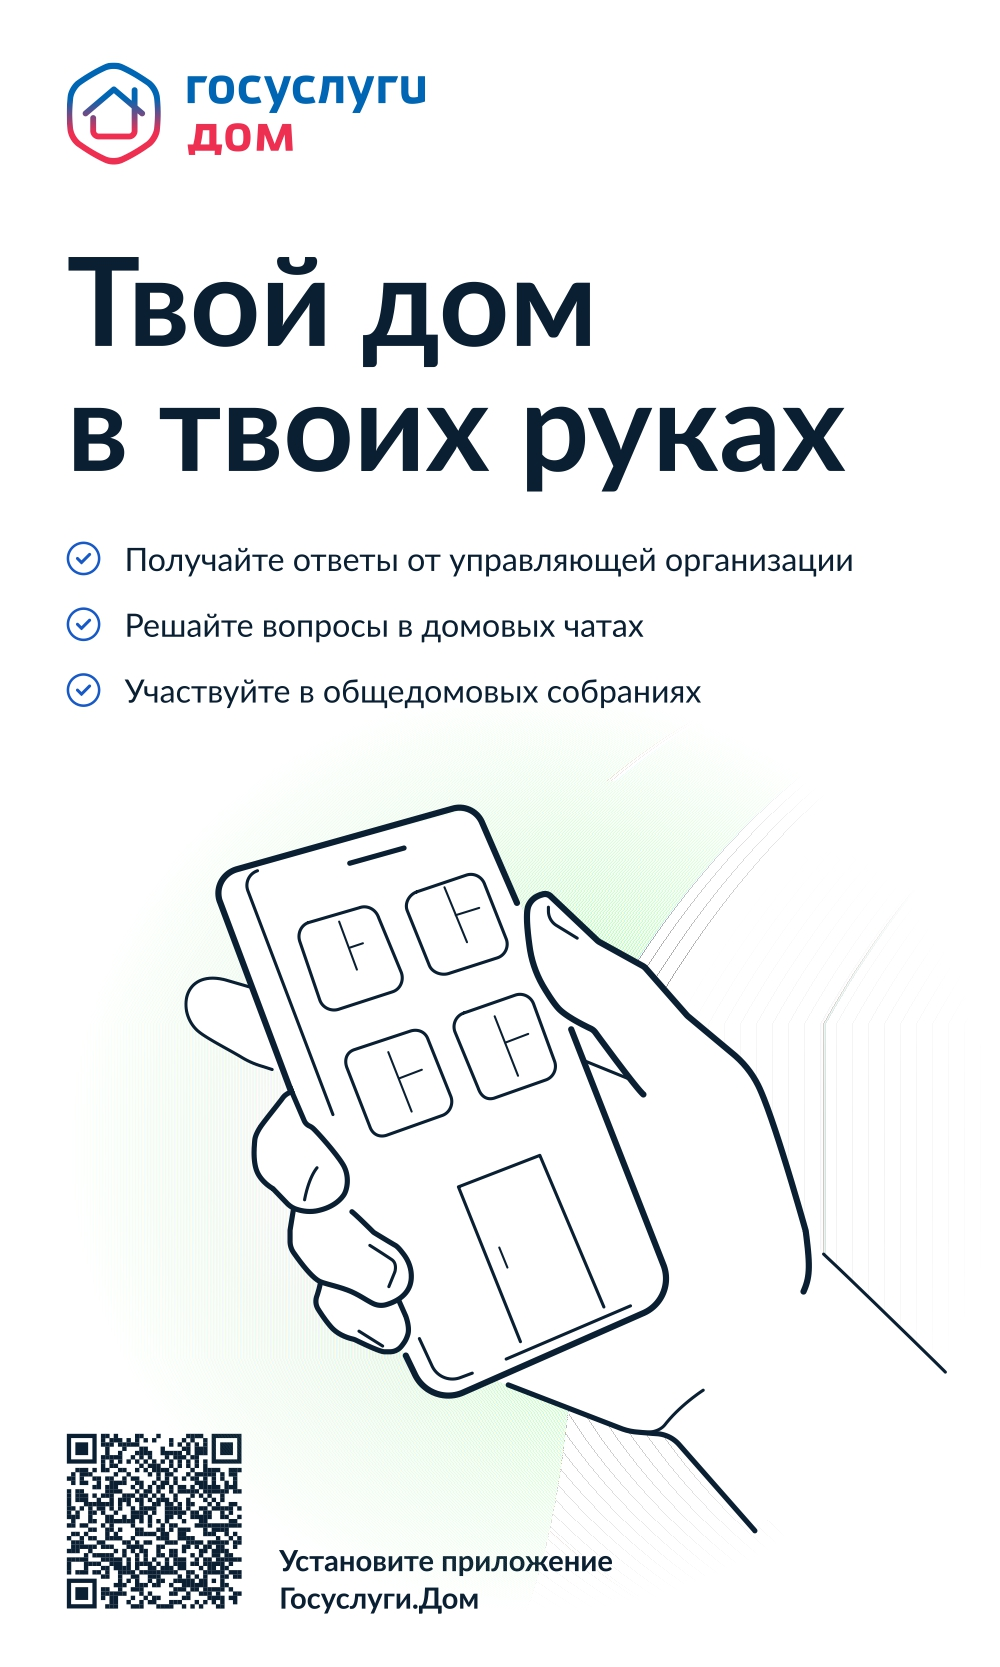 госуслуги
дом
Твой дом
в твоих руках
Получайте ответы от управляющей организации
Решайте вопросы в домовых чатах
Участвуйте в общедомовых собраниях
Установите приложение
Госуслуги.Дом